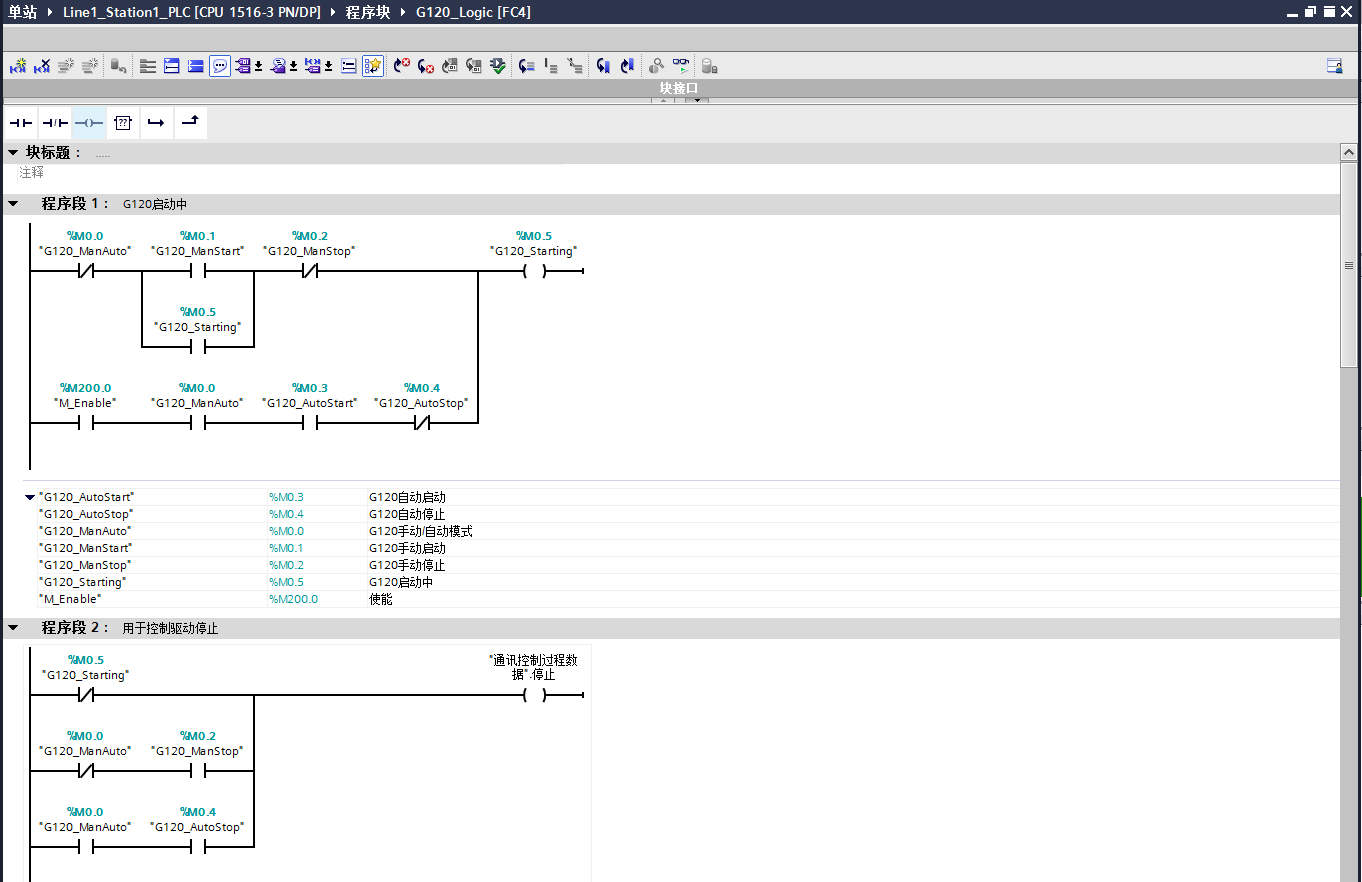 单站 ▸ Line1_Station1_PLC [CPU 1516-3 PN/DP] ▸ 程序块 ▸ G120_Logic [FC4]
块接口
??
块标题： .....
注释
程序段 1： G120启动中
%M0.0 %M0.1 %M0.2 %M0.5
"G120_ManAuto" "G120_ManStart" "G120_ManStop" "G120_Starting"
%M0.5
"G120_Starting"
%M200.0 %M0.0 %M0.3 %M0.4
"M_Enable" "G120_ManAuto" "G120_AutoStart" "G120_AutoStop"
"G120_AutoStart" %M0.3 G120自动启动
"G120_AutoStop" %M0.4 G120自动停止
"G120_ManAuto" %M0.0 G120手动/自动模式
"G120_ManStart" %M0.1 G120手动启动
"G120_ManStop" %M0.2 G120手动停止
"G120_Starting" %M0.5 G120启动中
"M_Enable" %M200.0 使能
程序段 2： 用于控制驱动停止
%M0.5 "通讯控制过程数
"G120_Starting" 据".停止
%M0.0 %M0.2
"G120_ManAuto" "G120_ManStop"
%M0.0 %M0.4
"G120_ManAuto" "G120_AutoStop"